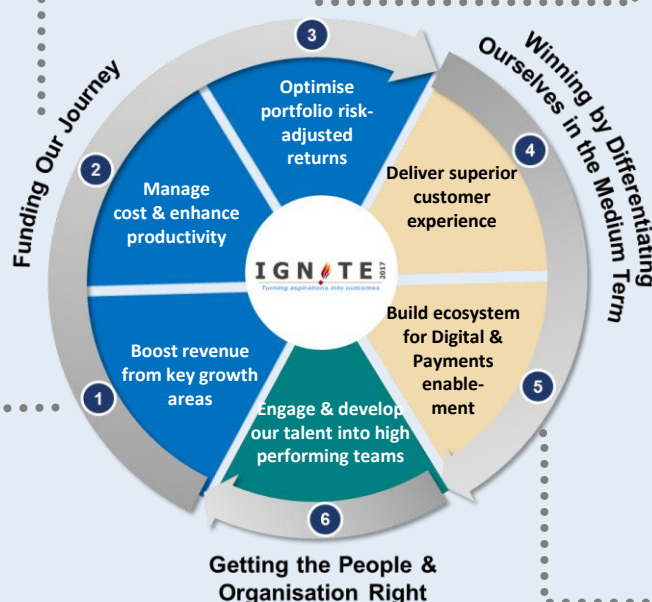 Funding Our Journey
Winning by Differentiating
Ourselves in the Medium Term
3
Optimise
portfolio risk-
adjusted
returns
2
Manage
cost & enhance
productivity
4
Deliver superior
customer
experience
IGNITE 2017
Turning aspirations into outcomes
1
Boost revenue
from key growth
areas
5
Build ecosystem
for Digital &
Payments
enable-
ment
Engage & develop
our talent into high
performing teams
6
Getting the People &
Organisation Right